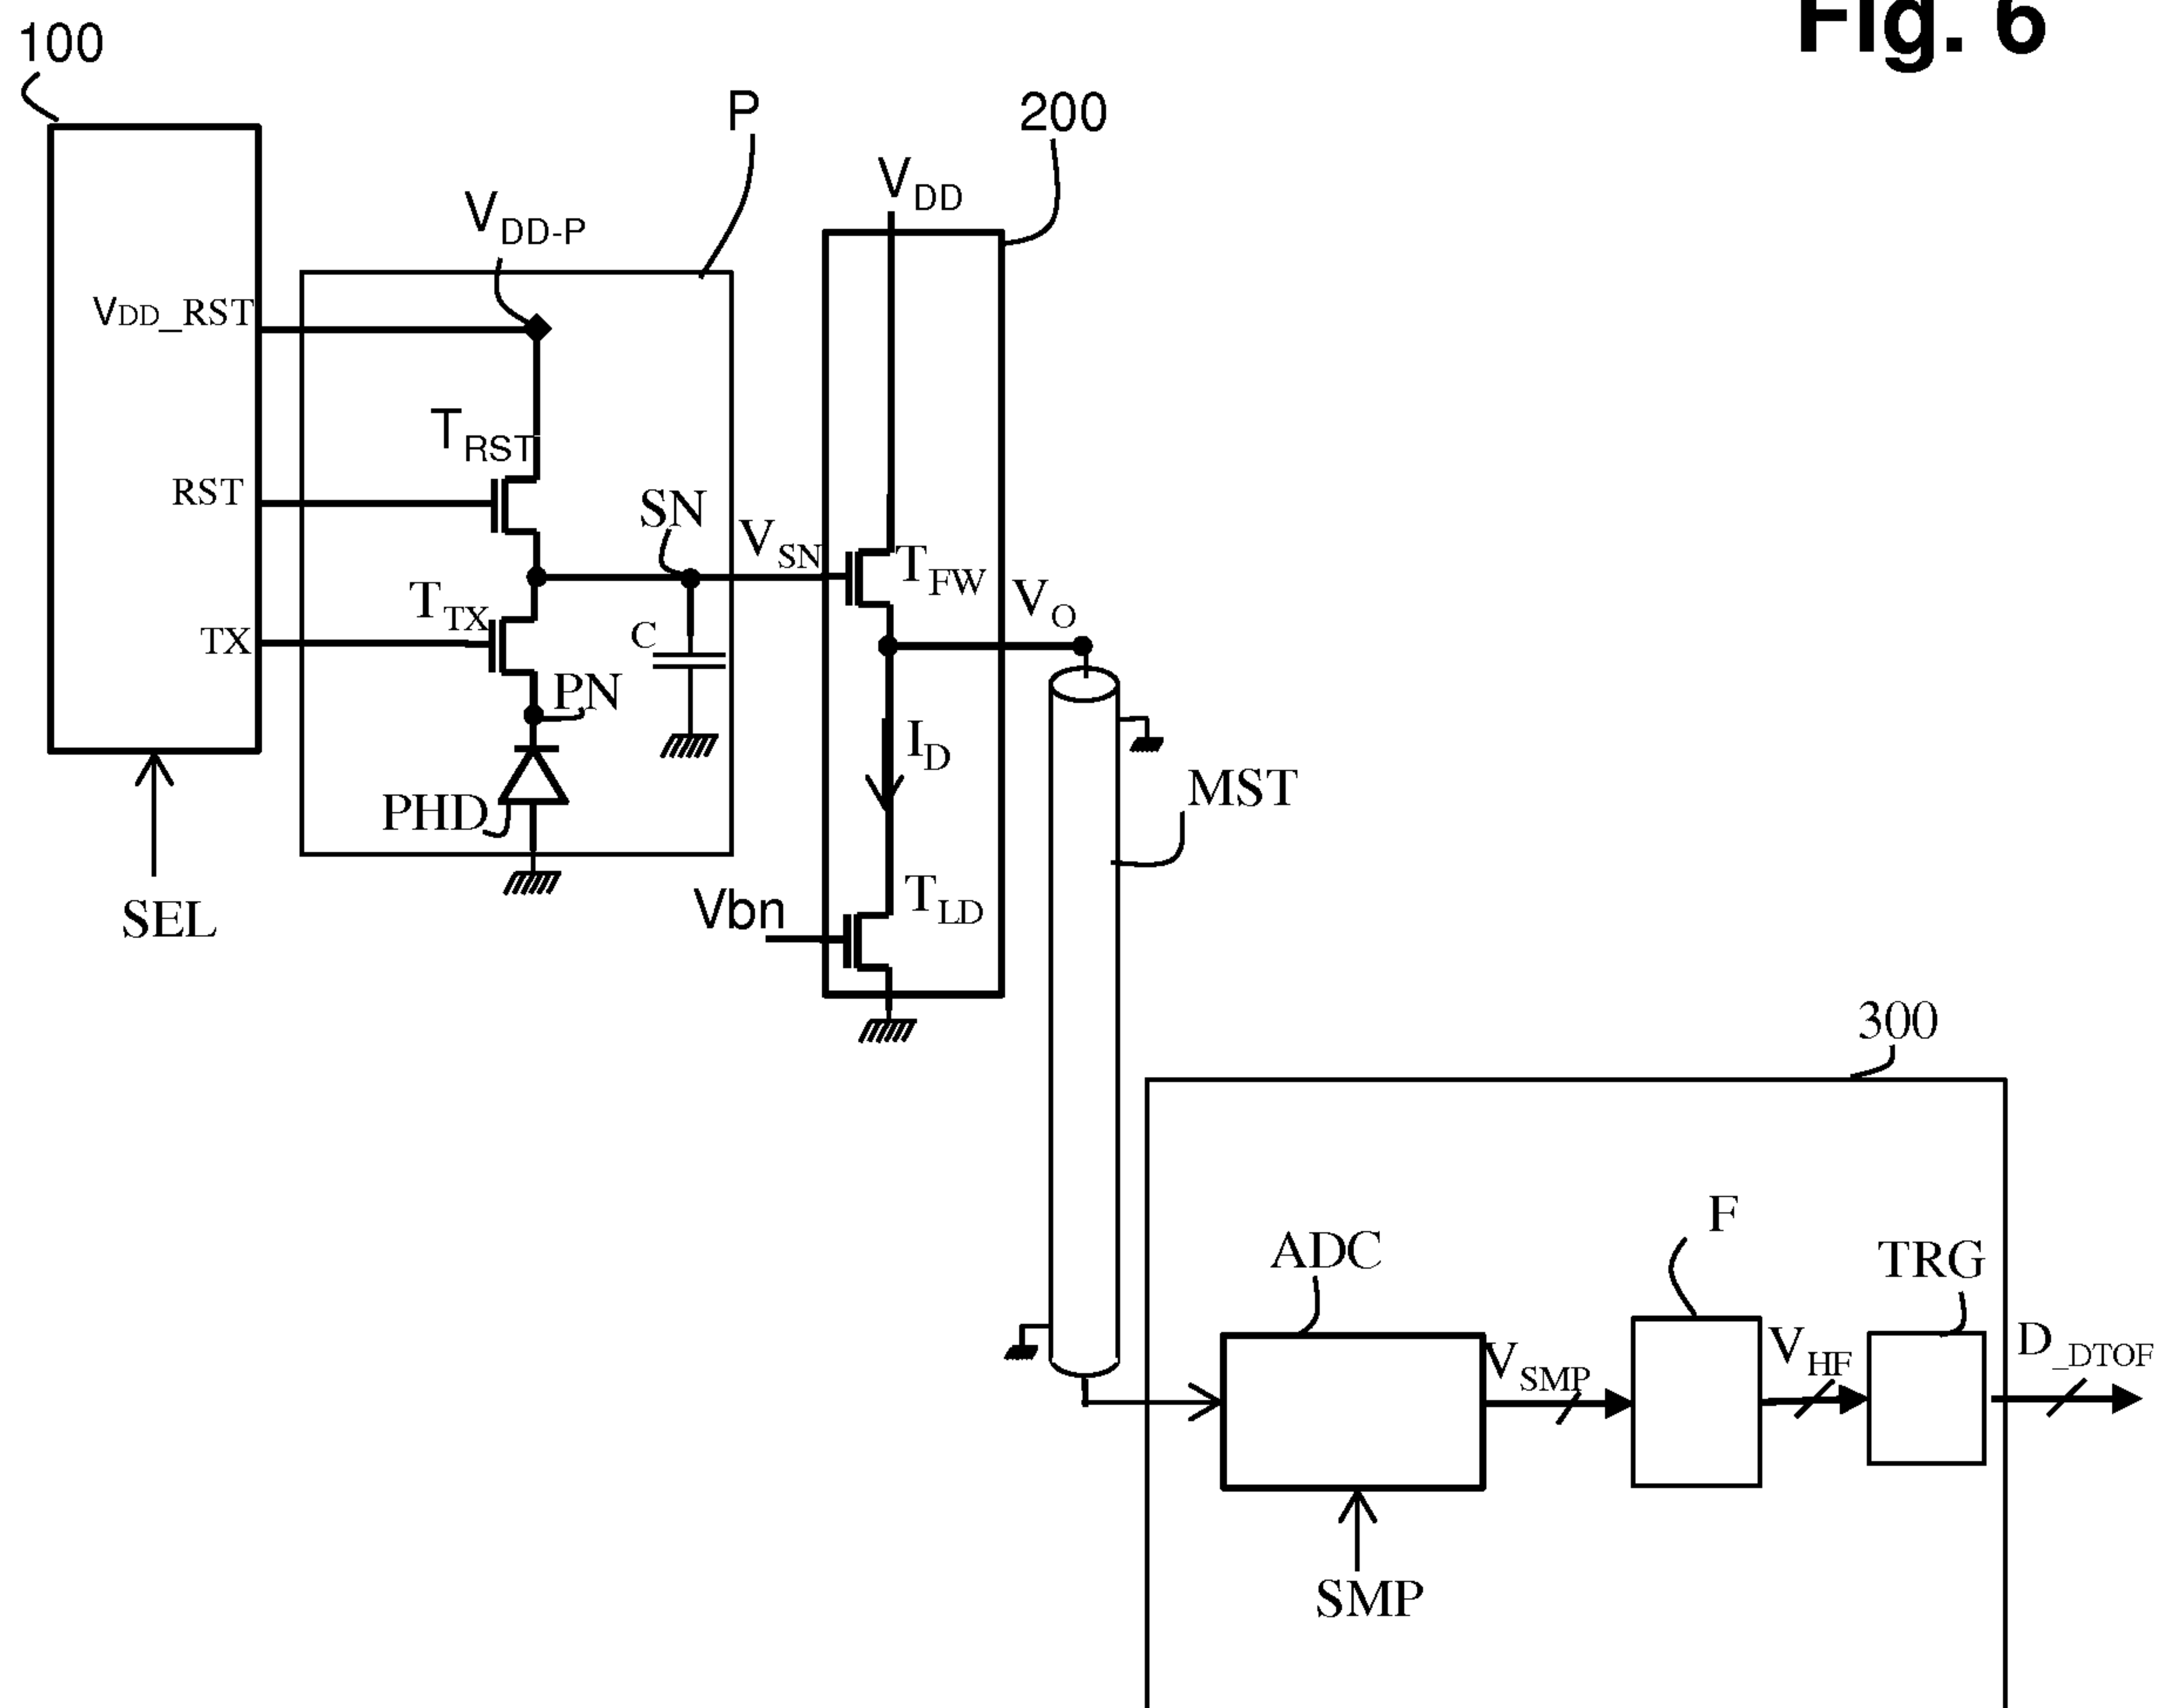 Fig. 6
100
P
200
VDD
VDD-P
VDD_RST
TRST
RST
SN
VSN
TFW
TTX
VO
C
TX
PN
ID
MST
PHD
TLD
Vbn
SEL
300
F
ADC
TRG
VSMP
VHF
D_DTOF
SMP